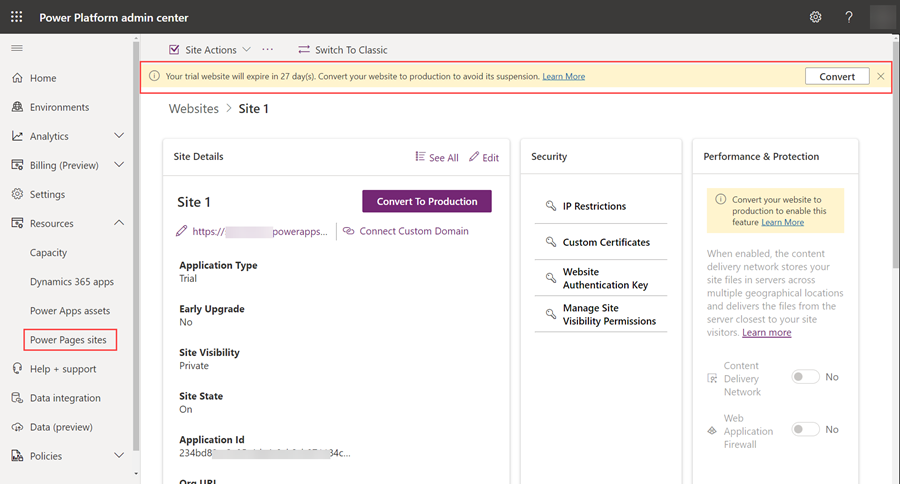 Power Platform admin center
?
Site Actions
Switch To Classic
Home
Environments
Analytics
Billing (Preview)
Settings
Resources
Capacity
Dynamics 365 apps
Power Apps assets
Power Pages sites
Help + support
Data integration
Data (preview)
Policies
Your trial website will expire in 27 day(s). Convert your website to production to avoid its suspension. Learn More
Convert
Websites > Site 1
Site Details
See All
Edit
Site 1
Convert To Production
https://
powerapps...
Connect Custom Domain
Application Type
Trial
Early Upgrade
No
Site Visibility
Private
Site State
On
Application Id
234bd8
34c...
Org URL
Security
IP Restrictions
Custom Certificates
Website
Authentication Key
Manage Site
Visibility Permissions
Performance & Protection
Convert your website to
production to enable this
feature Learn More
When enabled, the content
delivery network stores your
site files in servers across
multiple geographical locations
and delivers the files from the
server closest to your site
visitors. Learn more
Content
Delivery
Network
No
Web
Application
Firewall
No